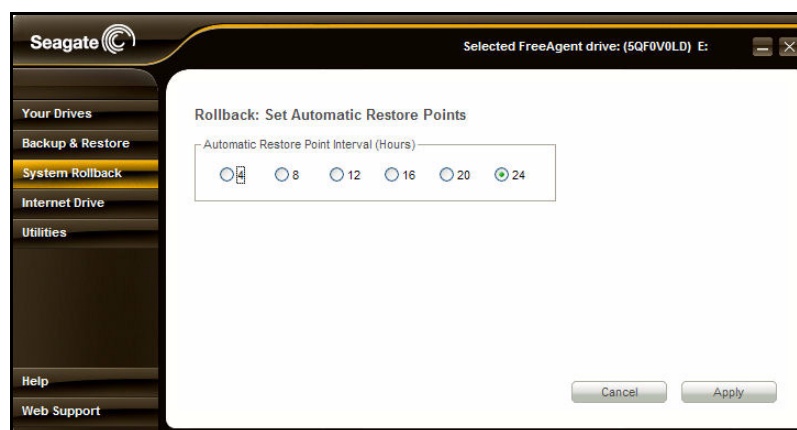 Seagate
Selected FreeAgent drive: (5QF0V0LD) E:
Your Drives
Backup & Restore
System Rollback
Internet Drive
Utilities
Help
Web Support
Rollback: Set Automatic Restore Points
Automatic Restore Point Interval (Hours)
4 8 12 16 20 24
Cancel Apply